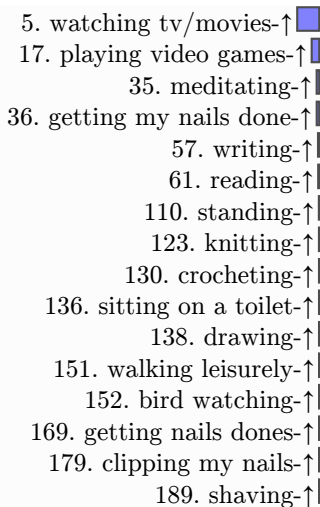 5. watching tv/movies-↑
17. playing video games-↑
35. meditating-↑
36. getting my nails done-↑
57. writing-↑
61. reading-↑
110. standing-↑
123. knitting-↑
130. crocheting-↑
136. sitting on a toilet-↑
138. drawing-↑
151. walking leisurely-↑
152. bird watching-↑
169. getting nails dones-↑
179. clipping my nails-↑
189. shaving-↑